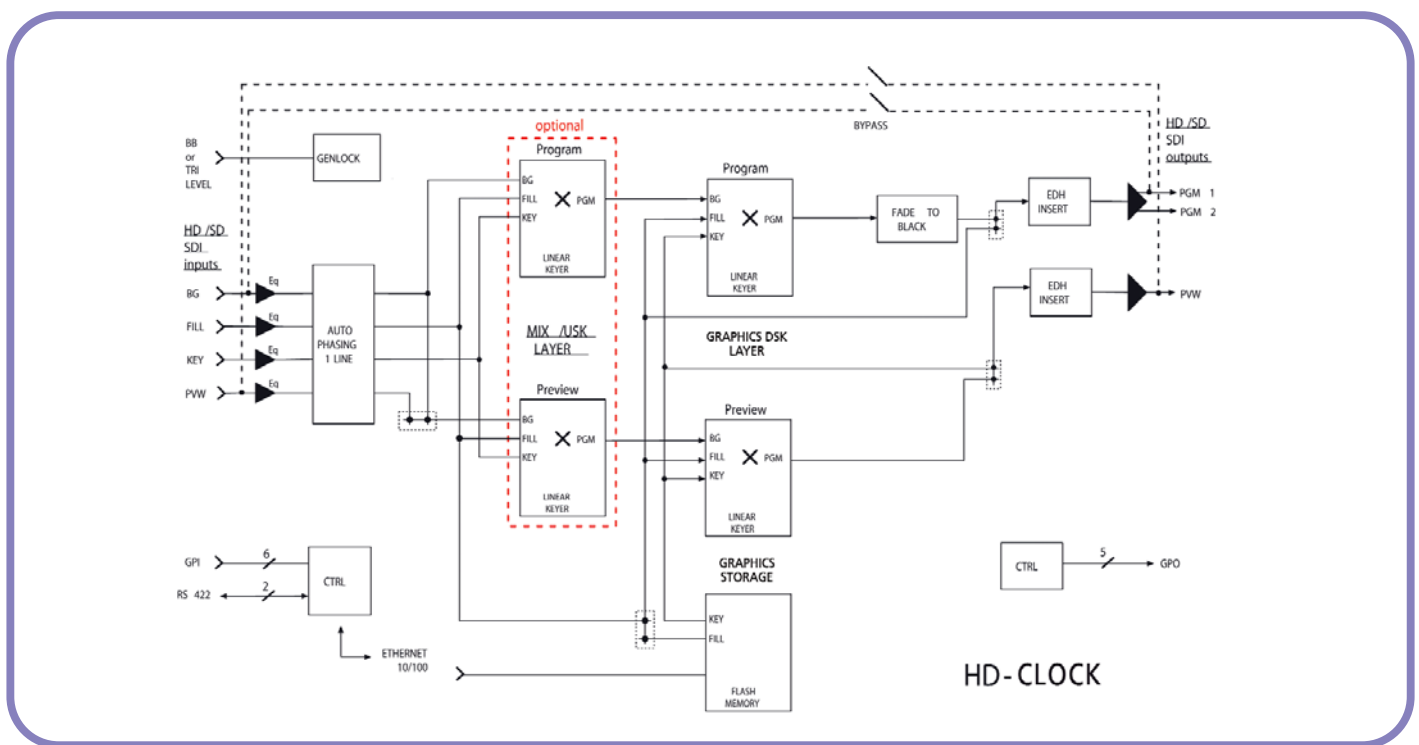 BYPASS
HD /SD
SDI
outputs
optional
Program
BB
or
TRI
LEVEL
GENLOCK
BG
FILL
KEY
PGM
LINEAR
KEYER
Program
BG
FILL
KEY
PGM
LINEAR
KEYER
FADE TO
BLACK
EDH
INSERT
PGM 1
PGM 2
HD /SD
SDI
inputs
BG
FILL
KEY
PVW
Eq
Eq
Eq
Eq
AUTO
PHASING
1 LINE
MIX /USK
LAYER
GRAPHICS DSK
LAYER
EDH
INSERT
PVW
Preview
BG
FILL
KEY
PGM
LINEAR
KEYER
Preview
BG
FILL
KEY
PGM
LINEAR
KEYER
GPI
6
RS 422
2
CTRL
ETHERNET
10/100
GRAPHICS
STORAGE
KEY
FILL
FLASH
MEMORY
CTRL
5
GPO
HD-CLOCK